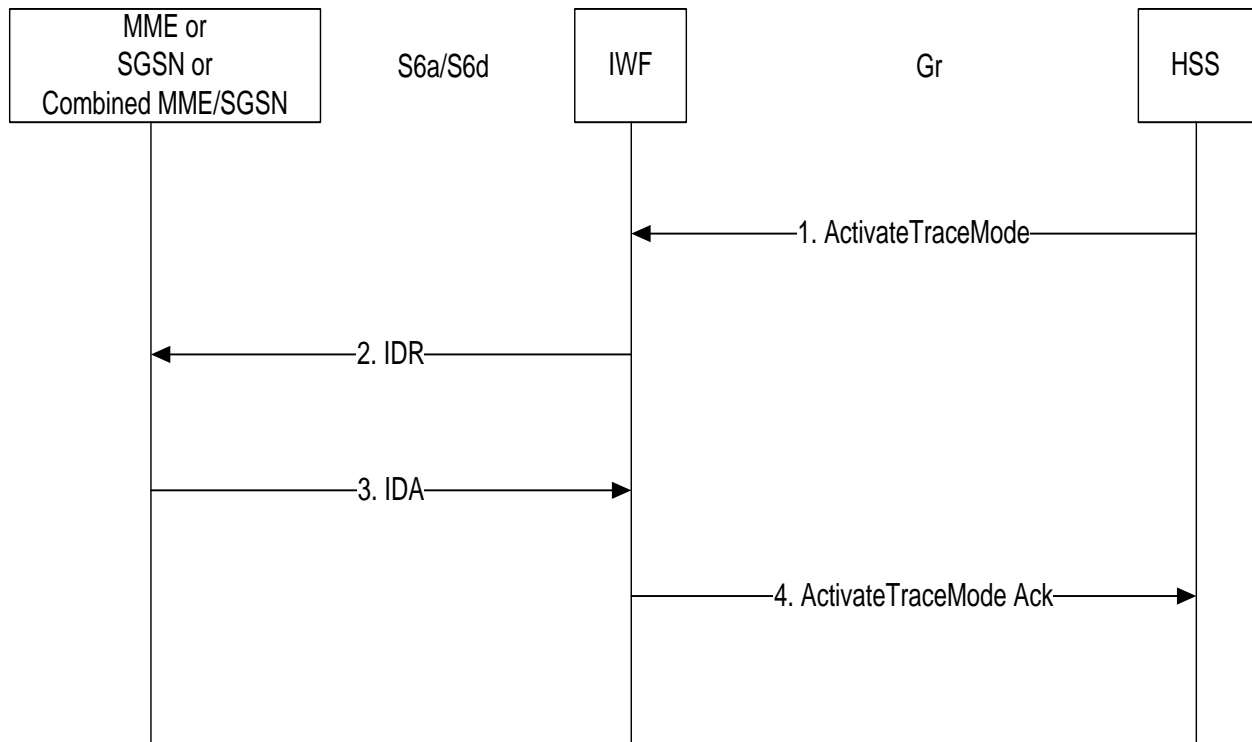 MME or
SGSN or
Combined MME/SGSN
S6a/S6d
IWF
Gr
HSS
1. ActivateTraceMode
2. IDR
3. IDA
4. ActivateTraceMode Ack